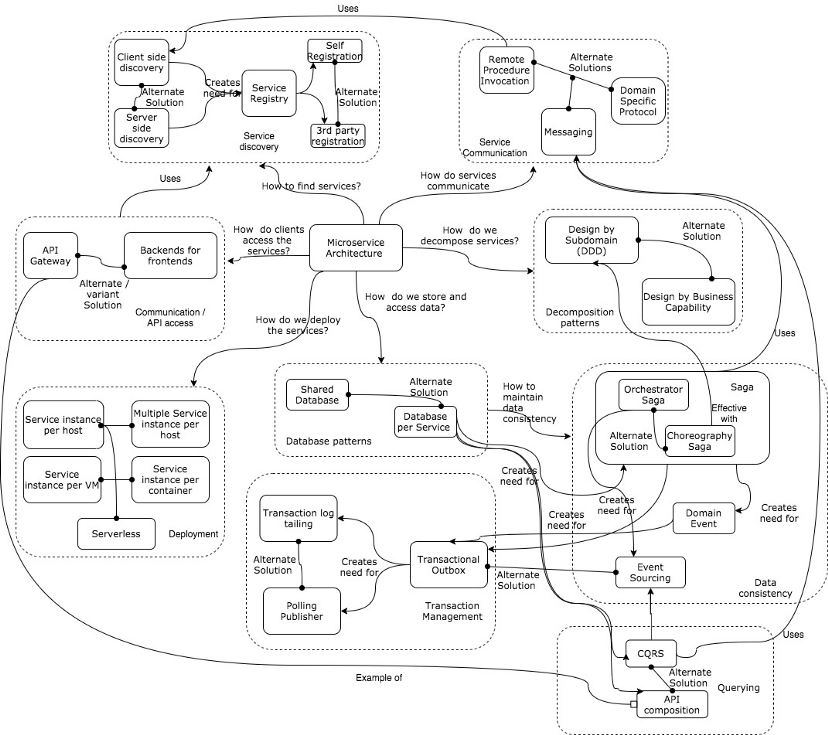 Uses
Client side
discovery
Creates
need for
Alternate
Solution
Server
side
discovery
Service
Registry
Self
Registration
Alternate
Solution
3rd party
registration
Service
discovery
Remote
Procedure
Invocation
Alternate
Solutions
Domain
Specific
Protocol
Messaging
Service
Communication
Uses
How to find services?
How do services
communicate
API
Gateway
Backends for
frontends
Alternate /
variant
Solution
Communication /
API access
How do clients
access the
services?
Microservice
Architecture
How do we
decompose services?
Design by
Subdomain
(DDD)
Alternate
Solution
Design by Business
Capability
Decomposition
patterns
How do we deploy
the services?
How do we store and
access data?
Uses
Service instance
per host
Multiple Service
instance per
host
Service
instance per VM
Service
instance per
container
Serverless
Deployment
Shared
Database
Alternate
Solution
Database
per Service
Database patterns
How to
maintain
data
consistency
Orchestrator
Saga
Saga
Effective
with
Alternate
Solution
Choreography
Saga
Creates
need for
Creates
need for
Creates
need for
Creates
need for
Domain
Event
Event
Sourcing
Data
consistency
Transaction log
tailing
Alternate
Solution
Creates
need for
Polling
Publisher
Transactional
Outbox
Transaction
Management
Alternate
Solution
CQRS
Uses
Alternate
Solution
Querying
API
composition
Example of